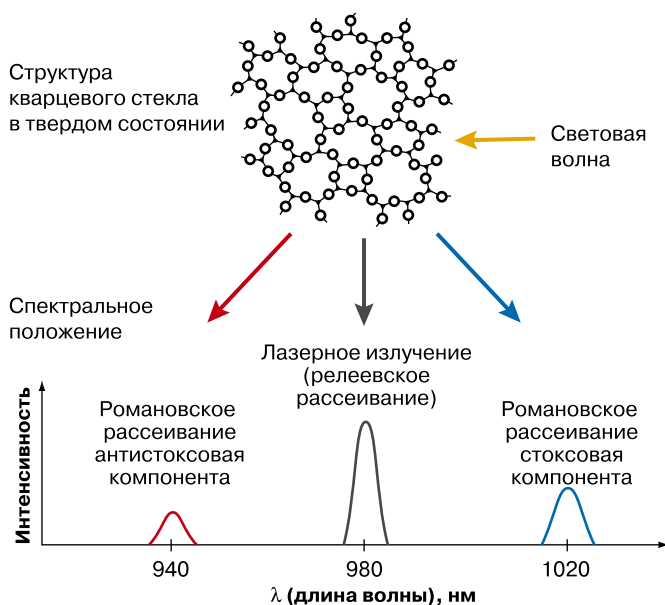 Структура
кварцевого стекла
в твердом состоянии
Световая
волна
Спектральное
положение
Лазерное излучение
(релеевское
рассеивание)
Романовское
рассеивание
антистоксовая
компонента
Романовское
рассеивание
стоксовая
компонента
Интенсивность
940
980
1020
λ (длина волны), нм